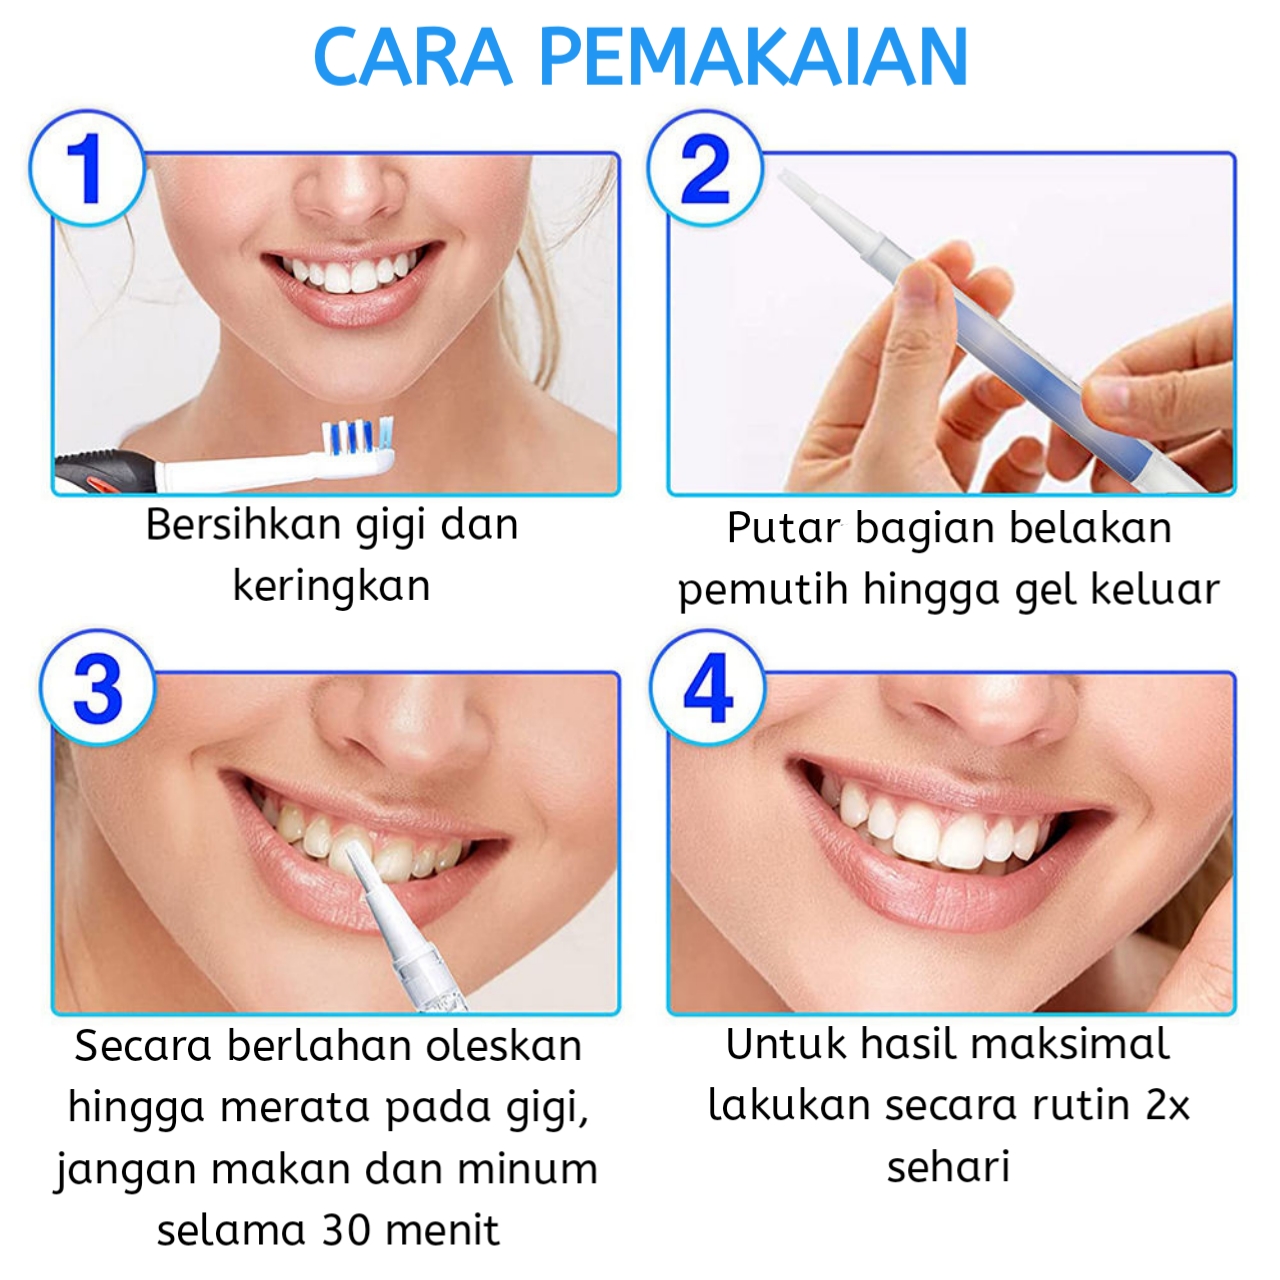 CARA PEMAKAIAN
1
Bersihkan gigi dan
keringkan
2
Putar bagian belakan
pemutih hingga gel keluar
3
Secara berlahan oleskan
hingga merata pada gigi,
jangan makan dan minum
selama 30 menit
4
Untuk hasil maksimal
lakukan secara rutin 2x
sehari